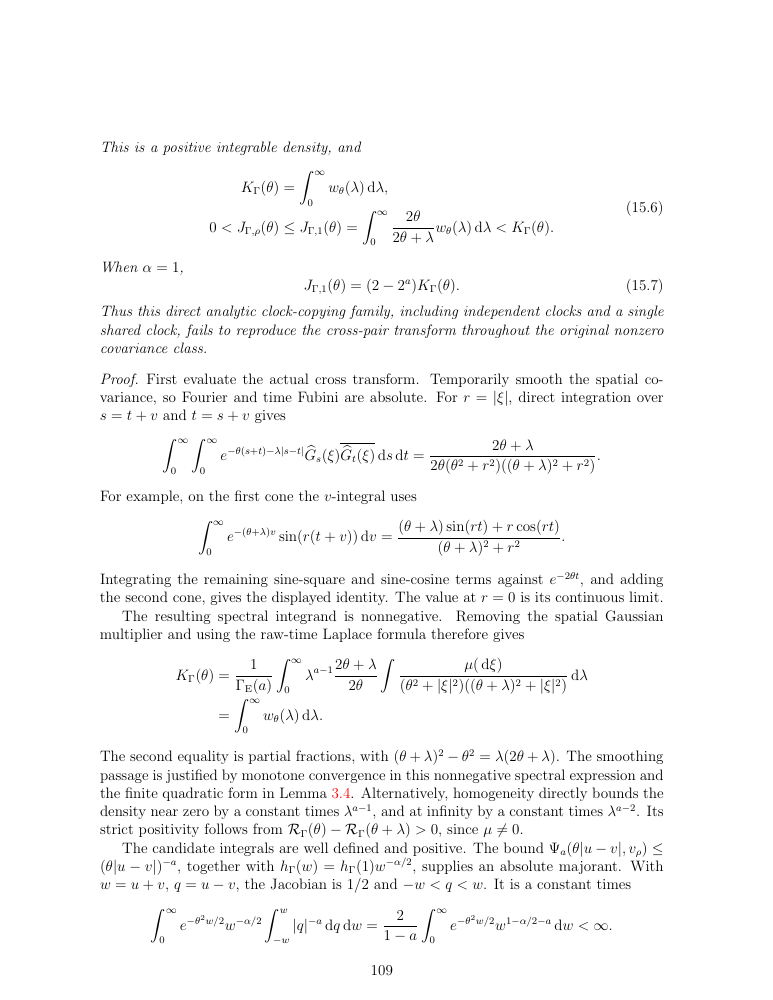 This is a positive integrable density, and
K_Γ(θ) = ∫_0^∞ w_θ(λ) dλ,
0 < J_{Γ,ρ}(θ) ≤ J_{Γ,1}(θ) = ∫_0^∞ \frac{2θ}{2θ + λ} w_θ(λ) dλ < K_Γ(θ).
(15.6)
When α = 1,
J_{Γ,1}(θ) = (2 − 2^a)K_Γ(θ). (15.7)
Thus this direct analytic clock-copying family, including independent clocks and a single
shared clock, fails to reproduce the cross-pair transform throughout the original nonzero
covariance class.
Proof. First evaluate the actual cross transform. Temporarily smooth the spatial co-
variance, so Fourier and time Fubini are absolute. For r = |ξ|, direct integration over
s = t + v and t = s + v gives
∫_0^∞ ∫_0^∞ e^{−θ(s+t)−λ|s−t|} \widehat{G}_s(ξ)\overline{\widehat{G}_t(ξ)} ds dt = \frac{2θ + λ}{2θ(θ^2 + r^2)((θ + λ)^2 + r^2)}.
For example, on the first cone the v-integral uses
∫_0^∞ e^{−(θ+λ)v} sin(r(t + v)) dv = \frac{(θ + λ) sin(rt) + r cos(rt)}{(θ + λ)^2 + r^2}.
Integrating the remaining sine-square and sine-cosine terms against e^{−2θt}, and adding
the second cone, gives the displayed identity. The value at r = 0 is its continuous limit.
The resulting spectral integrand is nonnegative. Removing the spatial Gaussian
multiplier and using the raw-time Laplace formula therefore gives
K_Γ(θ) = \frac{1}{Γ_E(a)} ∫_0^∞ λ^{a−1} \frac{2θ + λ}{2θ} ∫ \frac{μ( dξ)}{(θ^2 + |ξ|^2)((θ + λ)^2 + |ξ|^2)} dλ
= ∫_0^∞ w_θ(λ) dλ.
The second equality is partial fractions, with (θ + λ)^2 − θ^2 = λ(2θ + λ). The smoothing
passage is justified by monotone convergence in this nonnegative spectral expression and
the finite quadratic form in Lemma 3.4. Alternatively, homogeneity directly bounds the
density near zero by a constant times λ^{a−1}, and at infinity by a constant times λ^{a−2}. Its
strict positivity follows from 𝓡_Γ(θ) − 𝓡_Γ(θ + λ) > 0, since μ ≠ 0.
The candidate integrals are well defined and positive. The bound Ψ_a(θ|u − v|, v_ρ) ≤
(θ|u − v|)^{−a}, together with h_Γ(w) = h_Γ(1)w^{−α/2}, supplies an absolute majorant. With
w = u + v, q = u − v, the Jacobian is 1/2 and −w < q < w. It is a constant times
∫_0^∞ e^{−θ^2w/2}w^{−α/2} ∫_{−w}^w |q|^{−a} dq dw = \frac{2}{1 − a} ∫_0^∞ e^{−θ^2w/2}w^{1−α/2−a} dw < ∞.
109